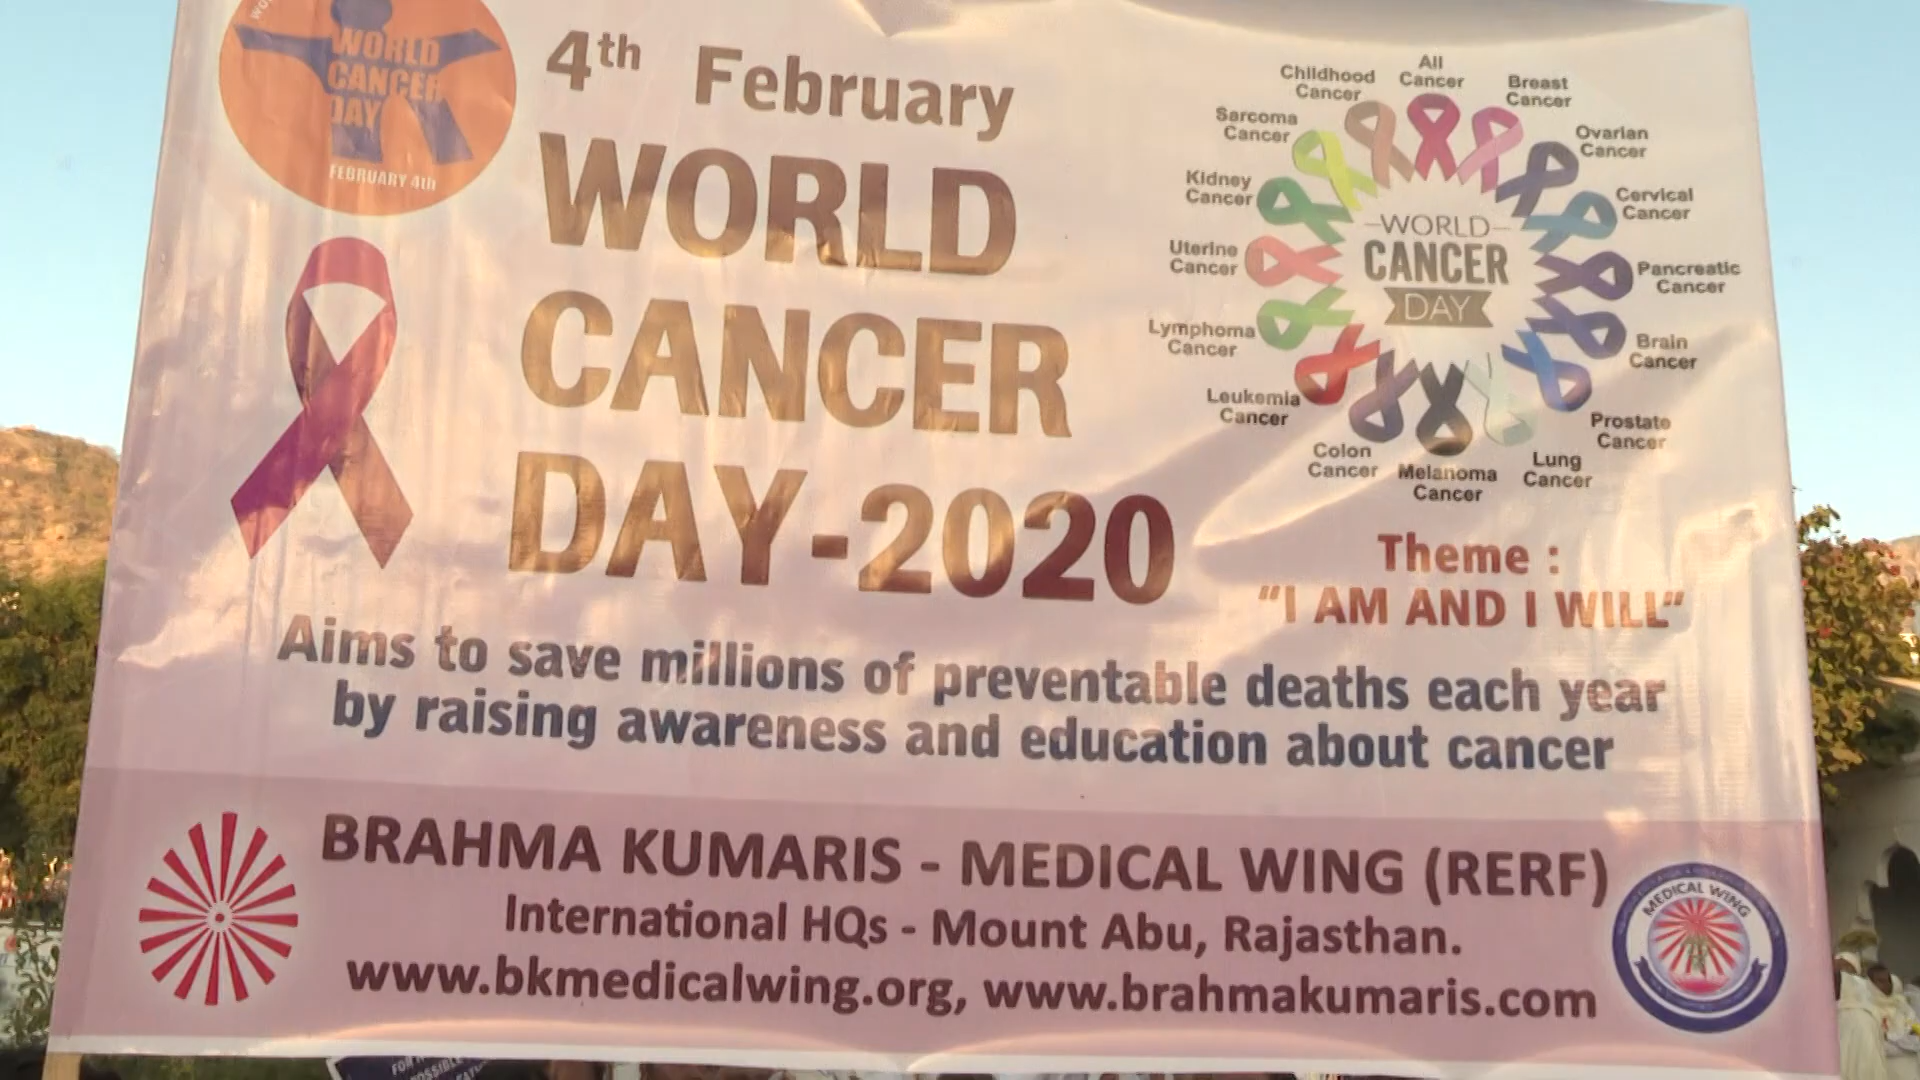 WORLD
CANCER
DAY
FEBRUARY 4th
4th February
WORLD
CANCER
DAY-2020
All
Cancer
Childhood
Cancer
Breast
Cancer
Sarcoma
Cancer
Ovarian
Cancer
Kidney
Cancer
Cervical
Cancer
Uterine
Cancer
Pancreatic
Cancer
Lymphoma
Cancer
Brain
Cancer
Leukemia
Cancer
Prostate
Cancer
Colon
Cancer
Melanoma
Cancer
Lung
Cancer
WORLD
CANCER
DAY
Theme :
"I AM AND I WILL"
Aims to save millions of preventable deaths each year
by raising awareness and education about cancer
BRAHMA KUMARIS - MEDICAL WING (RERF)
International HQs - Mount Abu, Rajasthan.
www.bkmedicalwing.org, www.brahmakumaris.com
MEDICAL WING